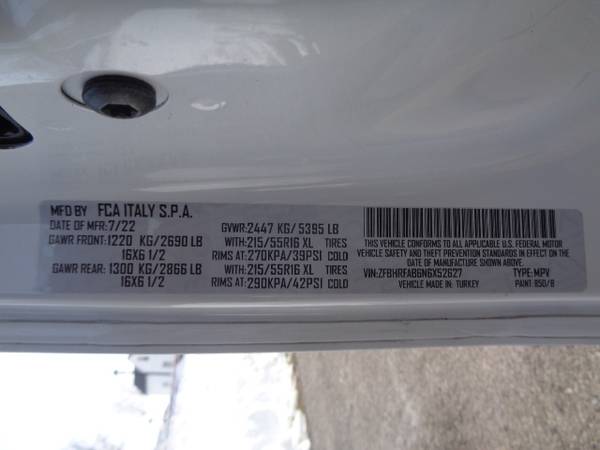 MFD BY FCA ITALY S.P.A.
DATE OF MFR: 7/22 GVWR: 2447 KG/ 5395 LB
GAWR FRONT: 1220 KG/ 2690 LB WITH: 215/55R16 XL TIRES
16X6 1/2 RIMS AT: 270KPA/39PSI COLD
GAWR REAR: 1300 KG/ 2866 LB WITH: 215/55R16 XL TIRES
16X6 1/2 RIMS AT: 290KPA/42PSI COLD
THIS VEHICLE CONFORMS TO ALL APPLICABLE U.S. FEDERAL MOTOR
VEHICLE SAFETY AND THEFT PREVENTION STANDARDS IN EFFECT
ON THE DATE OF MANUFACTURE SHOWN ABOVE.
VIN: ZFBHRFAB6N6X52627 TYPE: MPV
VEHICLE MADE IN: TURKEY PAINT 850/B